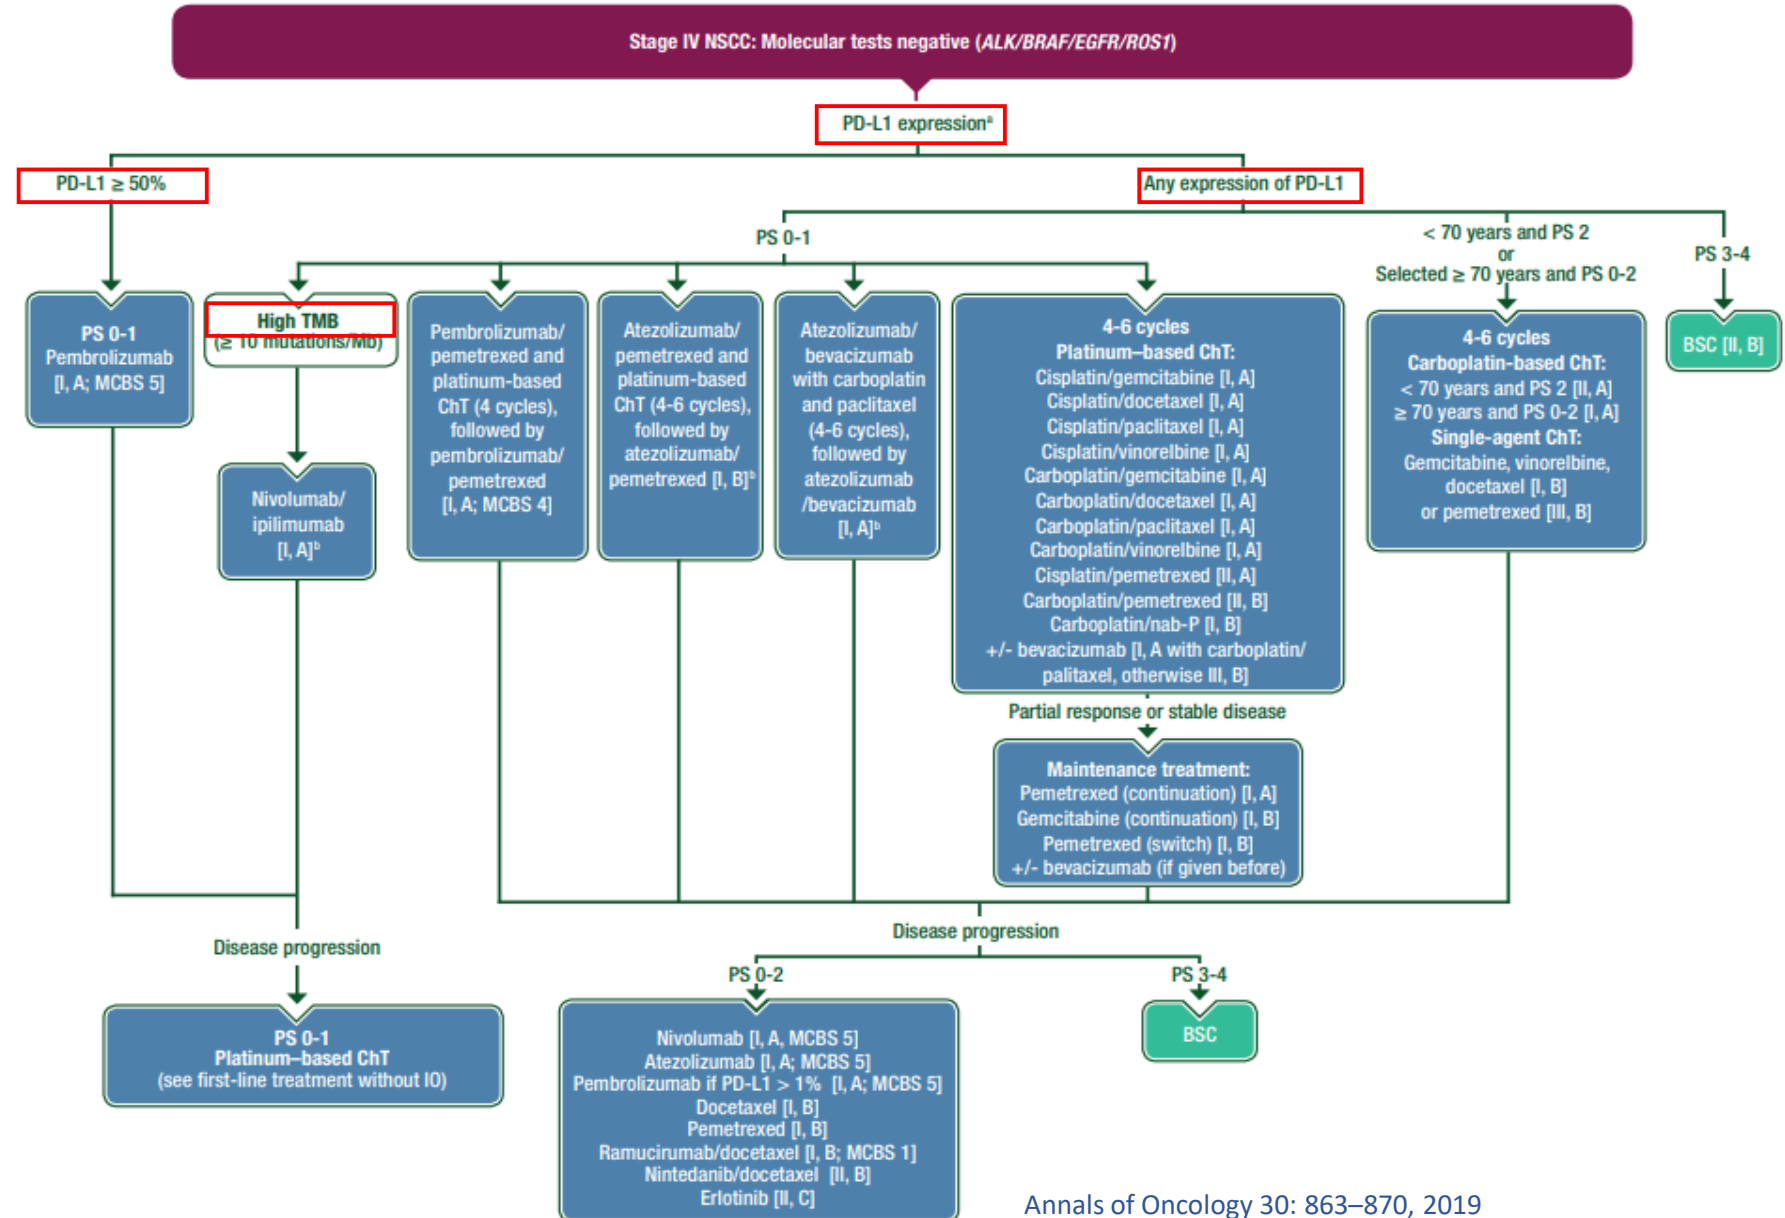 Stage IV NSCC: Molecular tests negative (ALK/BRAF/EGFR/ROS1)
PD-L1 expressionᵃ
PD-L1 ≥ 50%
Any expression of PD-L1
PS 0-1
< 70 years and PS 2
or
Selected ≥ 70 years and PS 0-2
PS 3-4
PS 0-1
Pembrolizumab
[I, A; MCBS 5]
High TMB
(≥ 10 mutations/Mb)
Nivolumab/
ipilimumab
[I, A]ᵇ
Pembrolizumab/
pemetrexed and
platinum-based
ChT (4 cycles),
followed by
pembrolizumab/
pemetrexed
[I, A; MCBS 4]
Atezolizumab/
pemetrexed and
platinum-based
ChT (4-6 cycles),
followed by
atezolizumab/
pemetrexed [I, B]ᵇ
Atezolizumab/
bevacizumab
with carboplatin
and paclitaxel
(4-6 cycles),
followed by
atezolizumab
/bevacizumab
[I, A]ᵇ
4-6 cycles
Platinum–based ChT:
Cisplatin/gemcitabine [I, A]
Cisplatin/docetaxel [I, A]
Cisplatin/paclitaxel [I, A]
Cisplatin/vinorelbine [I, A]
Carboplatin/gemcitabine [I, A]
Carboplatin/docetaxel [I, A]
Carboplatin/paclitaxel [I, A]
Carboplatin/vinorelbine [I, A]
Cisplatin/pemetrexed [II, A]
Carboplatin/pemetrexed [II, B]
Carboplatin/nab-P [I, B]
+/- bevacizumab [I, A with carboplatin/
palitaxel, otherwise III, B]
4-6 cycles
Carboplatin-based ChT:
< 70 years and PS 2 [II, A]
≥ 70 years and PS 0-2 [I, A]
Single-agent ChT:
Gemcitabine, vinorelbine,
docetaxel [I, B]
or pemetrexed [III, B]
BSC [II, B]
Partial response or stable disease
Maintenance treatment:
Pemetrexed (continuation) [I, A]
Gemcitabine (continuation) [I, B]
Pemetrexed (switch) [I, B]
+/- bevacizumab (if given before)
Disease progression
Disease progression
PS 0-2
PS 3-4
PS 0-1
Platinum–based ChT
(see first-line treatment without IO)
Nivolumab [I, A, MCBS 5]
Atezolizumab [I, A; MCBS 5]
Pembrolizumab if PD-L1 > 1% [I, A; MCBS 5]
Docetaxel [I, B]
Pemetrexed [I, B]
Ramucirumab/docetaxel [I, B; MCBS 1]
Nintedanib/docetaxel [II, B]
Erlotinib [II, C]
BSC
Annals of Oncology 30: 863–870, 2019